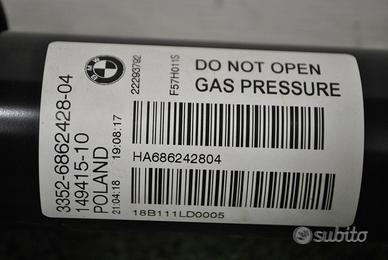 BMW
3352-6862428-04
149415-10
POLAND
21:04:18 19:08:17
22293792
F57H011S
DO NOT OPEN
GAS PRESSURE
HA686242804
18B111LD0005
subito